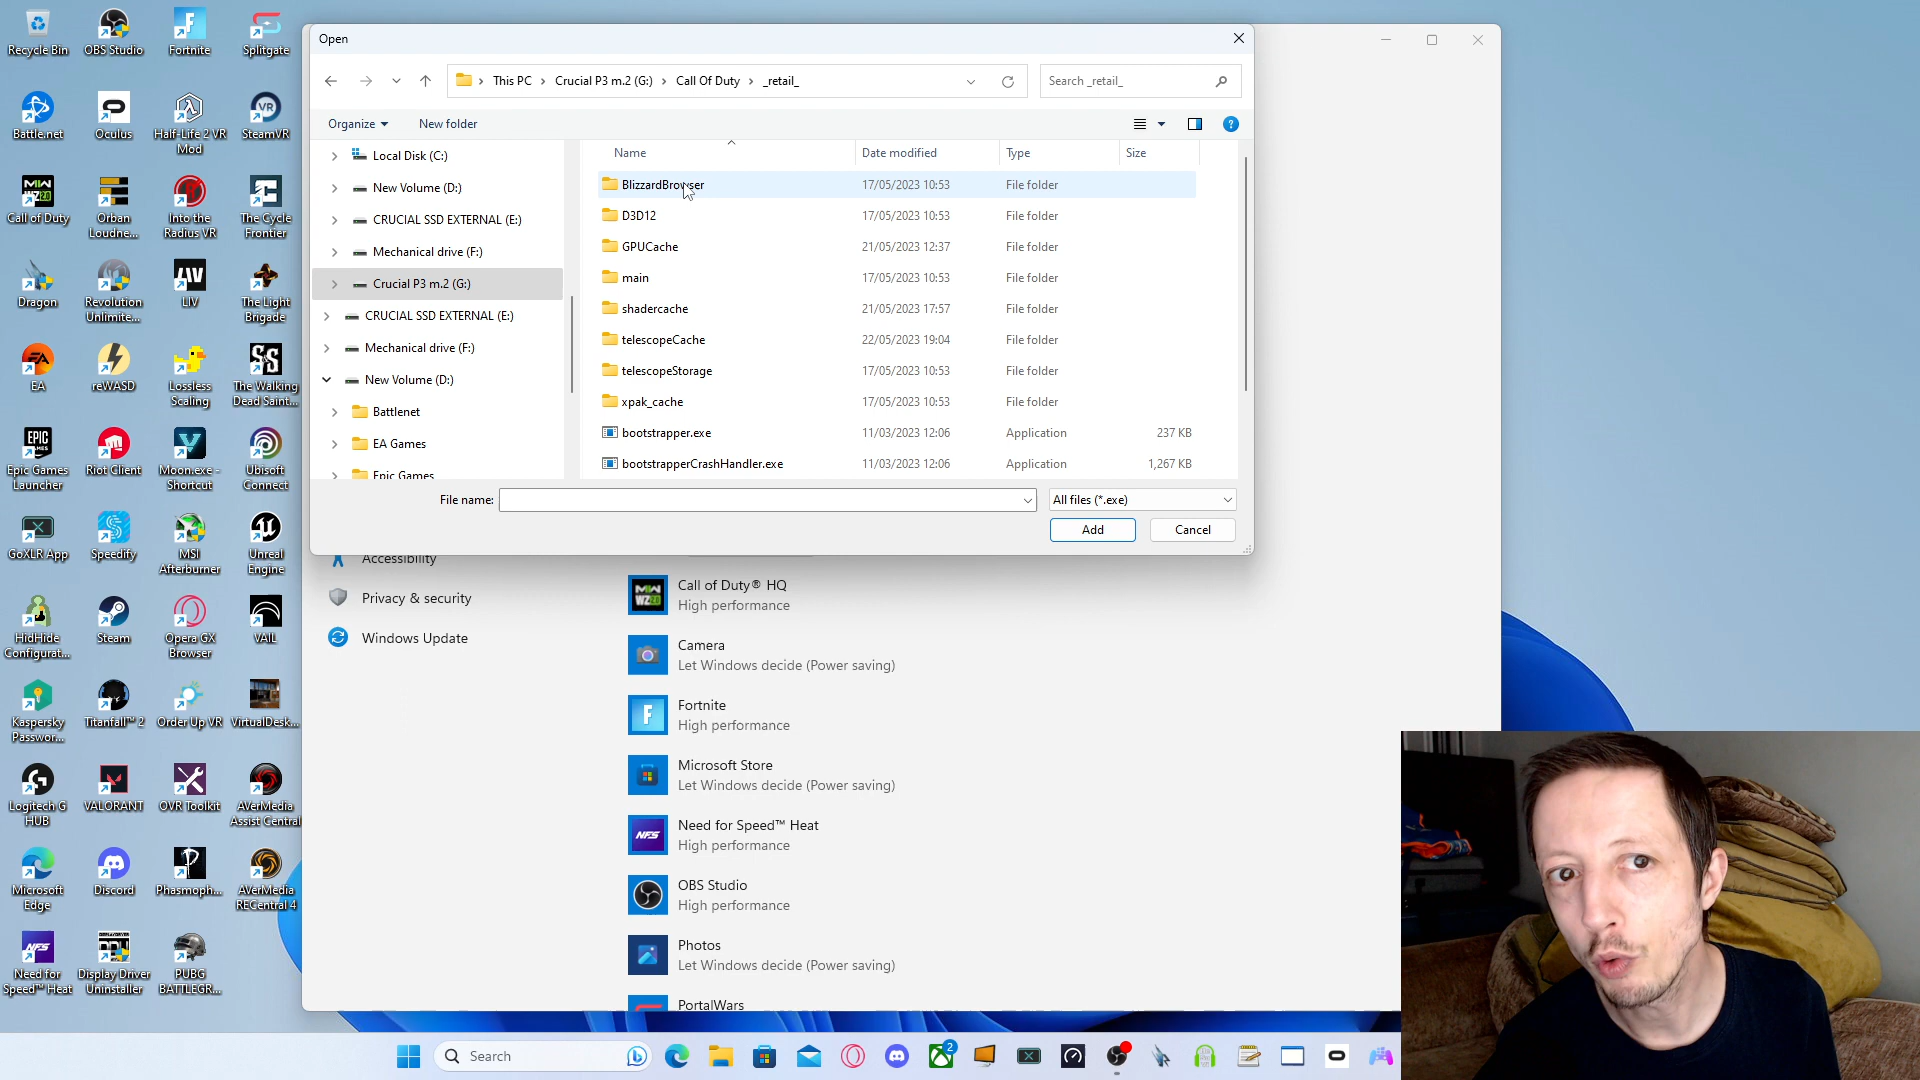 Recycle Bin
OBS Studio
Fortnite
Splitgate
Battle.net
Oculus
Half-Life 2 VR
Mod
SteamVR
Call of Duty
Orban
Loudne...
Into the
Radius VR
The Cycle
Frontier
Dragon
Revolution
Unlimite...
LIV
The Light
Brigade
EA
reWASD
Lossless
Scaling
The Walking
Dead Saint...
Epic Games
Launcher
Riot Client
Moon.exe -
Shortcut
Ubisoft
Connect
GoXLR App
Speedify
MSI
Afterburner
Unreal
Engine
HidHide
Configurat...
Steam
Opera GX
Browser
VAIL
Kaspersky
Passwor...
Titanfall™ 2
Order Up VR
VirtualDesk...
Logitech G
HUB
VALORANT
OVR Toolkit
AVerMedia
Assist Central
Microsoft
Edge
Discord
Phasmoph...
AVerMedia
RECentral 4
Need for
Speed™ Heat
Display Driver
Uninstaller
PUBG
BATTLEGR...
Open
This PC > Crucial P3 m.2 (G:) > Call Of Duty > _retail_
Search _retail_
Organize
New folder
Local Disk (C:)
New Volume (D:)
CRUCIAL SSD EXTERNAL (E:)
Mechanical drive (F:)
Crucial P3 m.2 (G:)
CRUCIAL SSD EXTERNAL (E:)
Mechanical drive (F:)
New Volume (D:)
Battlenet
EA Games
Epic Games
Name Date modified Type Size
BlizzardBrowser 17/05/2023 10:53 File folder
D3D12 17/05/2023 10:53 File folder
GPUCache 21/05/2023 12:37 File folder
main 17/05/2023 10:53 File folder
shadercache 21/05/2023 17:57 File folder
telescopeCache 22/05/2023 19:04 File folder
telescopeStorage 17/05/2023 10:53 File folder
xpak_cache 17/05/2023 10:53 File folder
bootstrapper.exe 11/03/2023 12:06 Application 237 KB
bootstrapperCrashHandler.exe 11/03/2023 12:06 Application 1,267 KB
File name:
All files (*.exe)
Add
Cancel
Accessibility
Privacy & security
Windows Update
Call of Duty® HQ
High performance
Camera
Let Windows decide (Power saving)
Fortnite
High performance
Microsoft Store
Let Windows decide (Power saving)
Need for Speed™ Heat
High performance
OBS Studio
High performance
Photos
Let Windows decide (Power saving)
PortalWars
Search
2